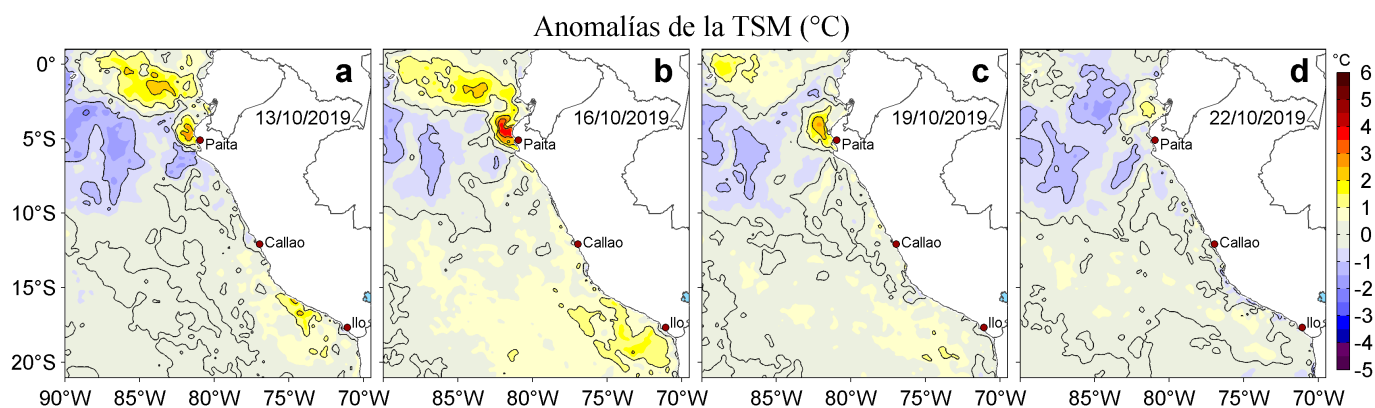 Anomalías de la TSM (°C)
a
b
c
d
13/10/2019
16/10/2019
19/10/2019
22/10/2019
Paita
Callao
Ilo
Paita
Callao
Ilo
Paita
Callao
Ilo
Paita
Callao
Ilo
0°
5°S
10°S
15°S
20°S
90°W 85°W 80°W 75°W 70°W
85°W 80°W 75°W 70°W
85°W 80°W 75°W 70°W
85°W 80°W 75°W 70°W
°C
6
5
4
3
2
1
0
-1
-2
-3
-4
-5